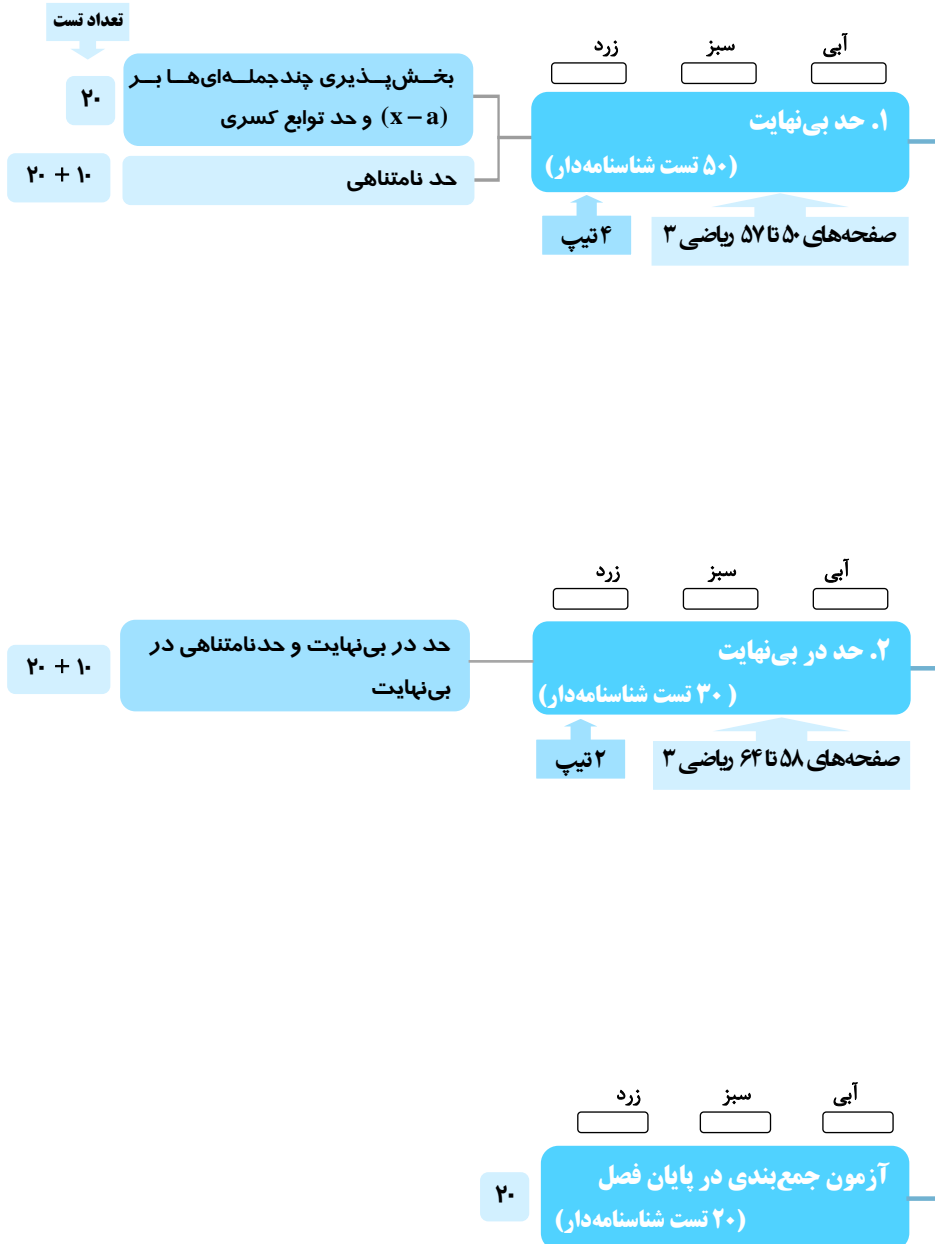 تعداد تست
آبی سبز زرد
۱. حد بی‌نهایت
(۵۰ تست شناسنامه‌دار)
بخش‌پذیری چندجمله‌ای‌ها بر
(x – a) و حد توابع کسری
۲۰
حد نامتناهی
۲۰ + ۱۰
صفحه‌های ۵۰ تا ۵۷ ریاضی ۳
۴ تیپ
آبی سبز زرد
۲. حد در بی‌نهایت
(۳۰ تست شناسنامه‌دار)
حد در بی‌نهایت و حدنامتناهی در
بی‌نهایت
۲۰ + ۱۰
صفحه‌های ۵۸ تا ۶۴ ریاضی ۳
۲ تیپ
آبی سبز زرد
آزمون جمع‌بندی در پایان فصل
(۲۰ تست شناسنامه‌دار)
۲۰